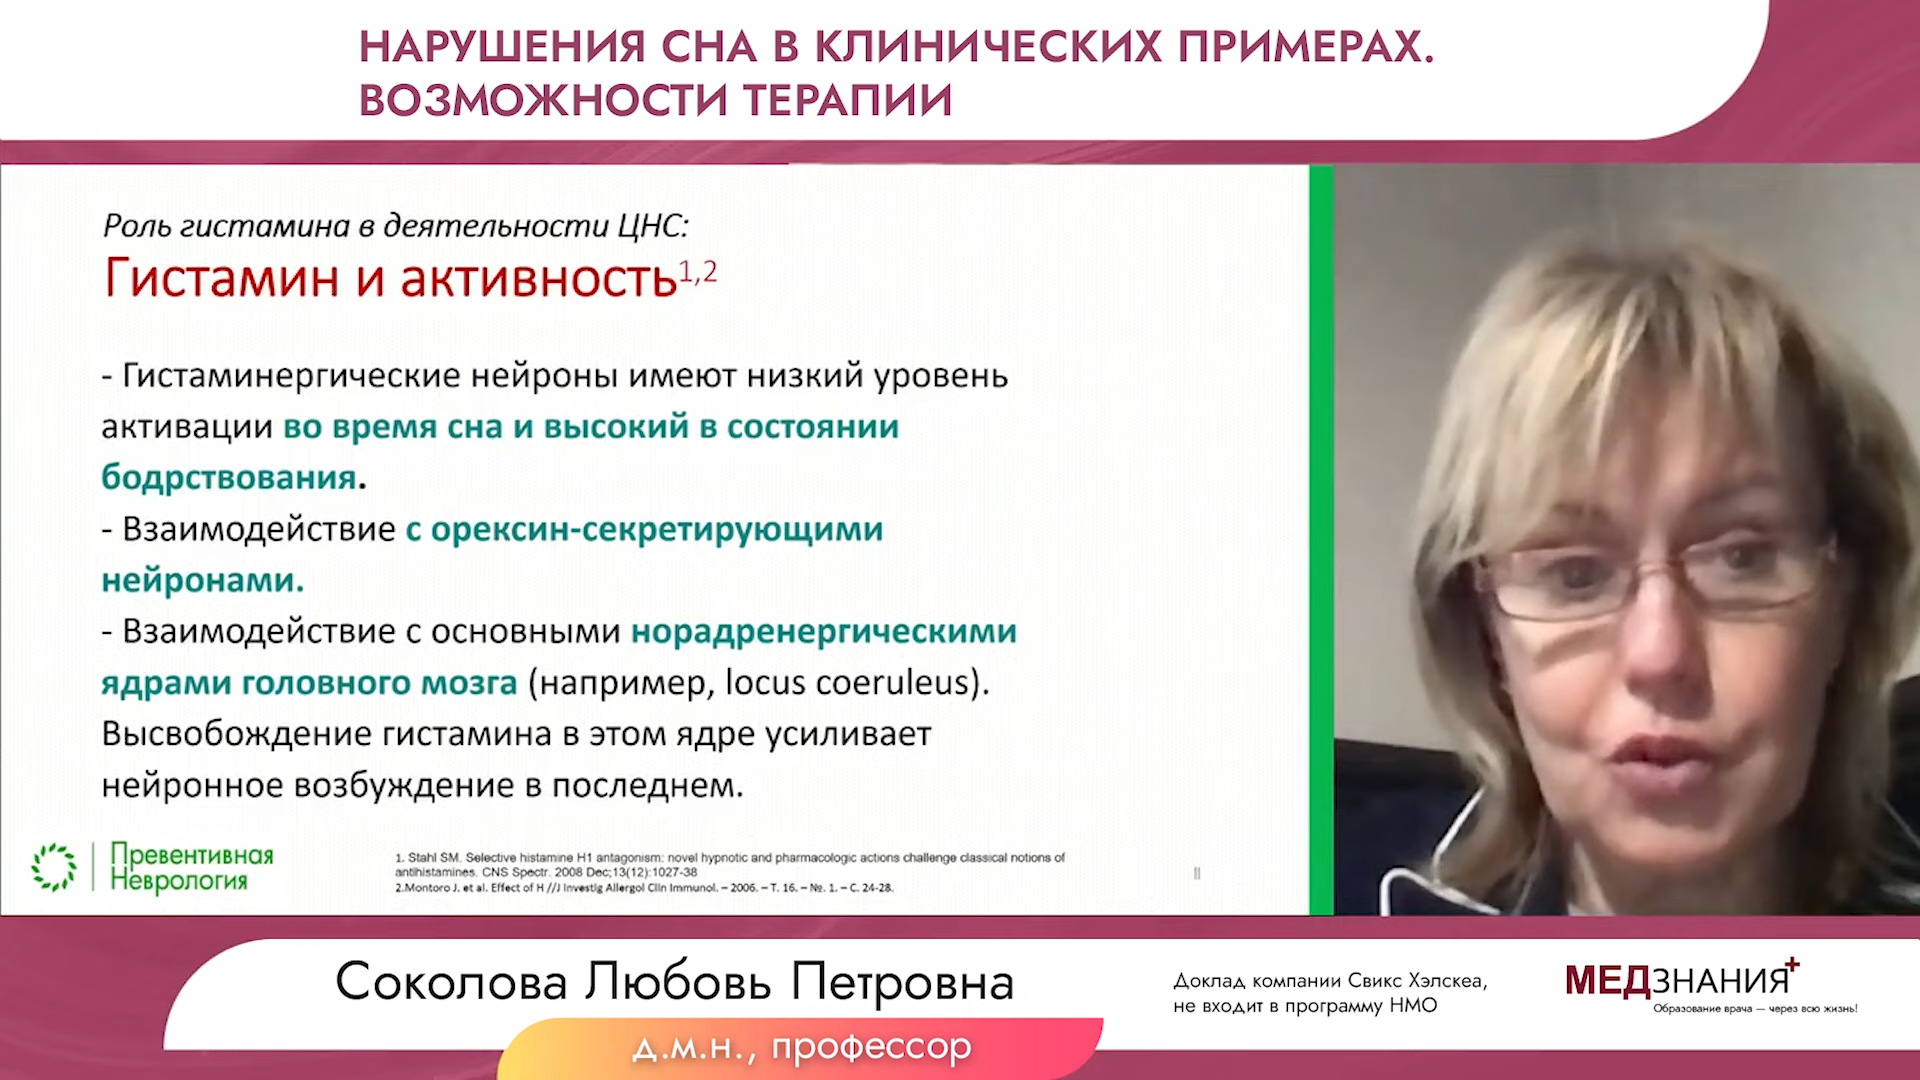 НАРУШЕНИЯ СНА В КЛИНИЧЕСКИХ ПРИМЕРАХ.
ВОЗМОЖНОСТИ ТЕРАПИИ
Роль гистамина в деятельности ЦНС:
Гистамин и активность1,2
- Гистаминергические нейроны имеют низкий уровень
активации во время сна и высокий в состоянии
бодрствования.
- Взаимодействие с орексин-секретирующими
нейронами.
- Взаимодействие с основными норадренергическими
ядрами головного мозга (например, locus coeruleus).
Высвобождение гистамина в этом ядре усиливает
нейронное возбуждение в последнем.
Превентивная
Неврология
1. Stahl SM. Selective histamine H1 antagonism: novel hypnotic and pharmacologic actions challenge classical notions of
antihistamines. CNS Spectr. 2008 Dec;13(12):1027-38
2.Montoro J. et al. Effect of H //J Investig Allergol Clin Immunol. – 2006. – Т. 16. – №. 1. – С. 24-28.
Соколова Любовь Петровна
д.м.н., профессор
Доклад компании Свикс Хэлскеа,
не входит в программу НМО
МЕДЗНАНИЯ+
Образование врача — через всю жизнь!